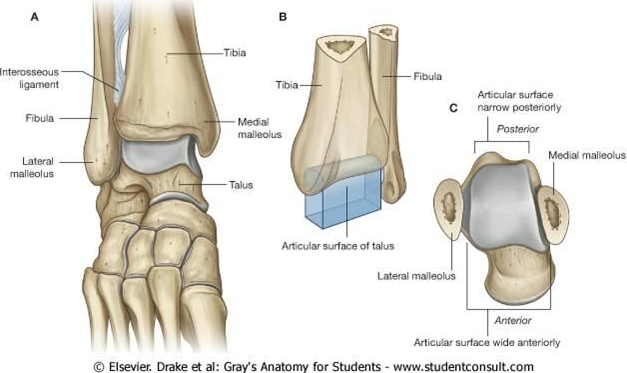 A
Tibia
Interosseous
ligament
Fibula
Medial
malleolus
Lateral
malleolus
Talus
B
Tibia
Fibula
Articular surface of talus
C
Articular surface
narrow posteriorly
Posterior
Medial malleolus
Lateral malleolus
Anterior
Articular surface wide anteriorly
© Elsevier. Drake et al: Gray's Anatomy for Students - www.studentconsult.com